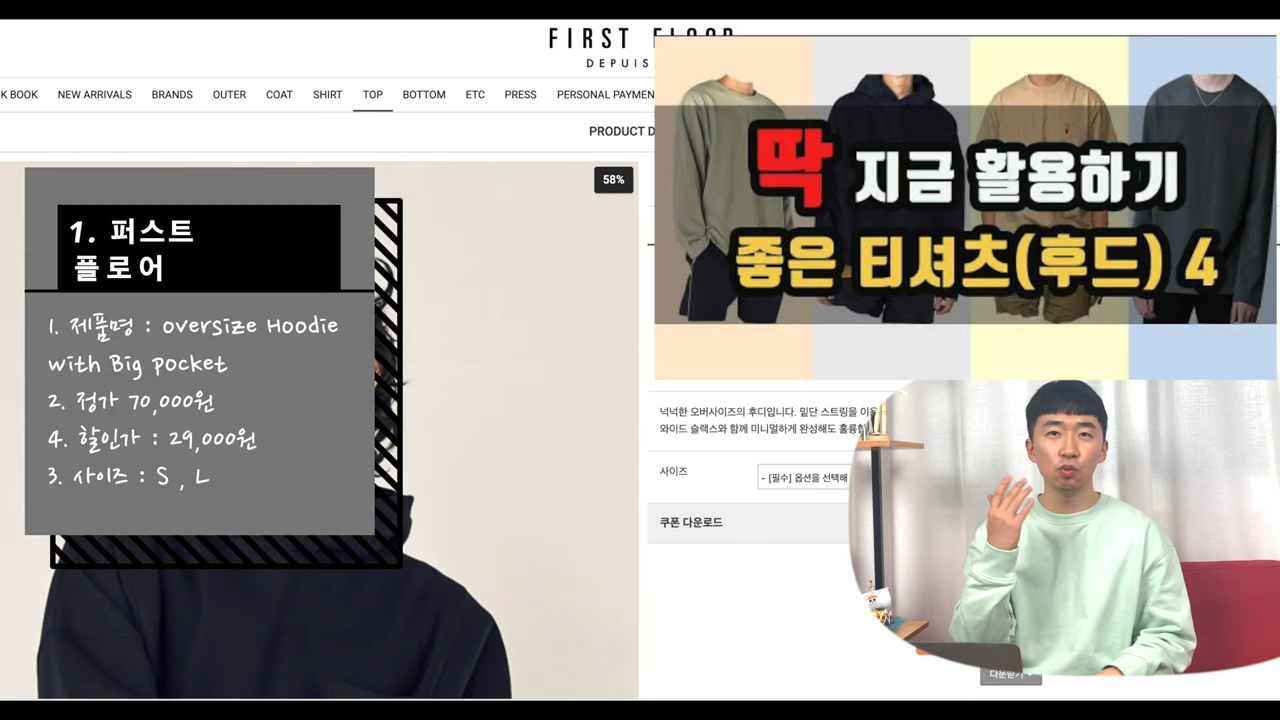 FIRST FLOOR
DEPUIS
K BOOK NEW ARRIVALS BRANDS OUTER COAT SHIRT TOP BOTTOM ETC PRESS PERSONAL PAYMEN
PRODUCT D
58%
1. 퍼스트
플로어
1. 제품명 : oversize Hoodie
with Big pocket
2. 정가 70,000원
4. 할인가 : 29,000원
3. 사이즈 : S , L
딱 지금 활용하기
좋은 티셔츠(후드) 4
넉넉한 오버사이즈의 후디입니다. 밑단 스트링을
와이드 슬랙스와 함께 미니멀하게 완성해도
사이즈
- [필수] 옵션을 선택해
쿠폰 다운로드
다운받기